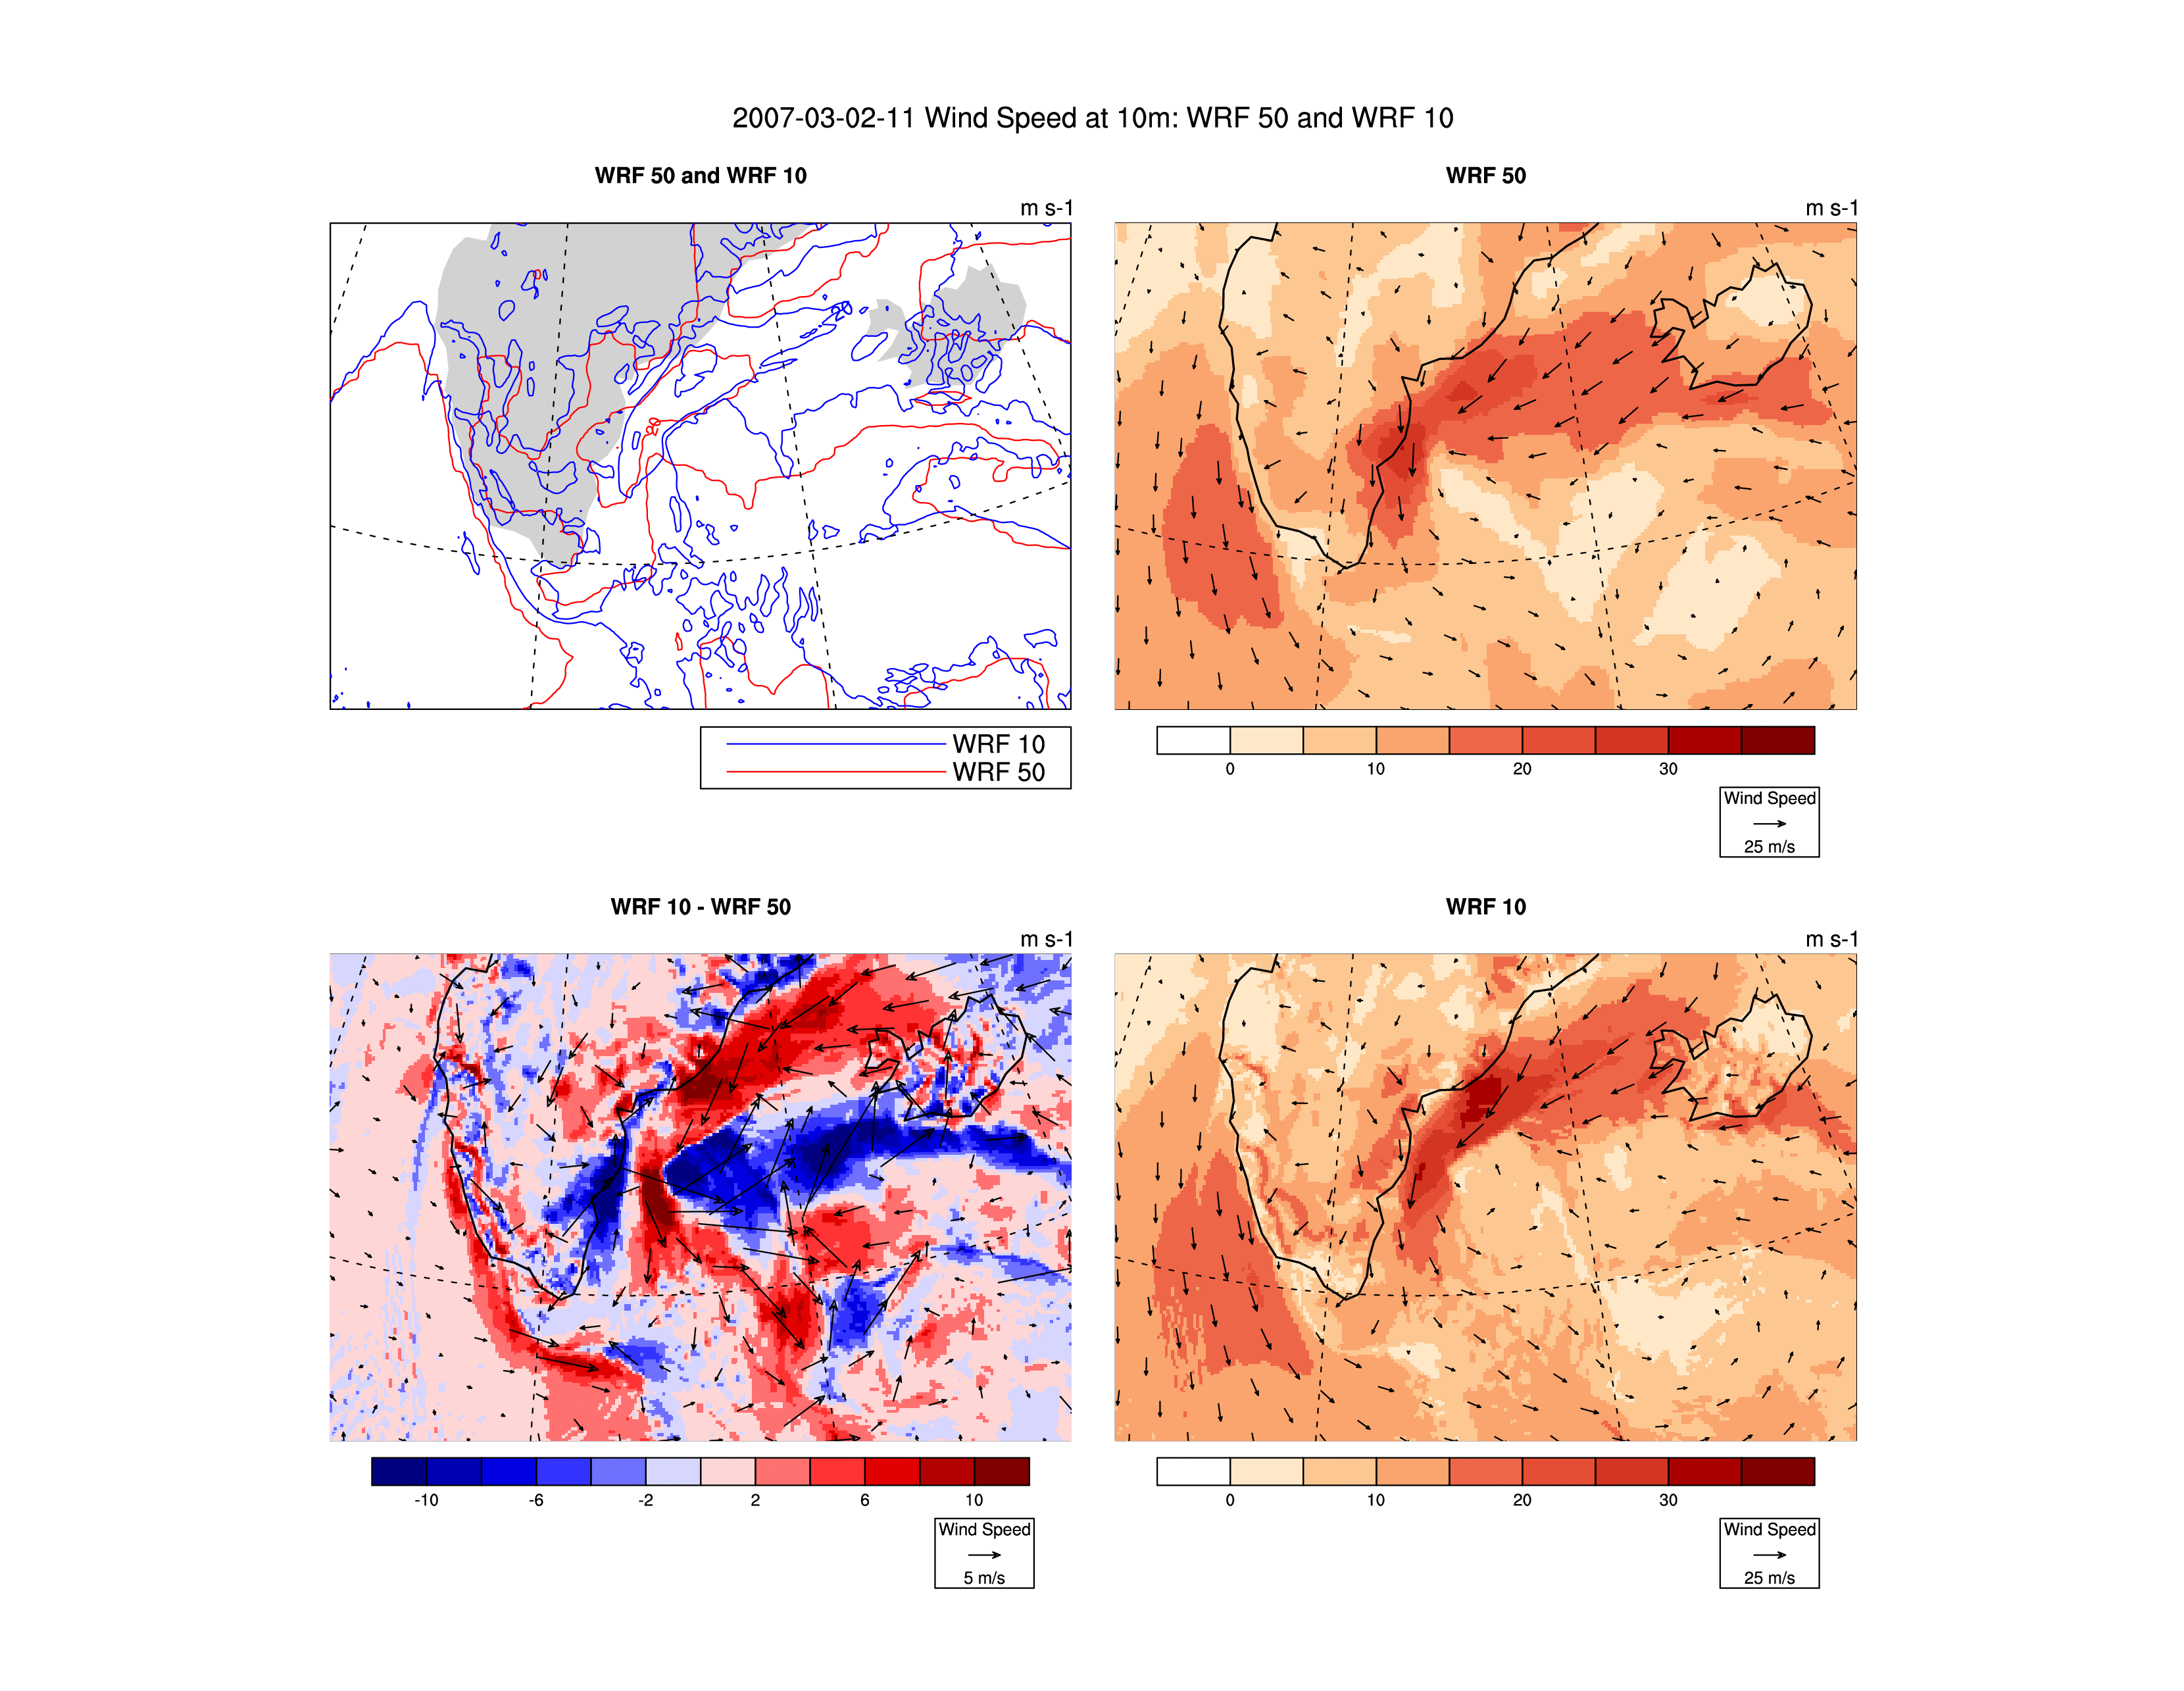 2007-03-02-11 Wind Speed at 10m: WRF 50 and WRF 10
WRF 50 and WRF 10
m s-1
20
20
WRF 10
WRF 50
WRF 50
m s-1
0 10 20 30
Wind Speed
25 m/s
WRF 10 - WRF 50
m s-1
-10 -6 -2 2 6 10
Wind Speed
5 m/s
WRF 10
m s-1
0 10 20 30
Wind Speed
25 m/s